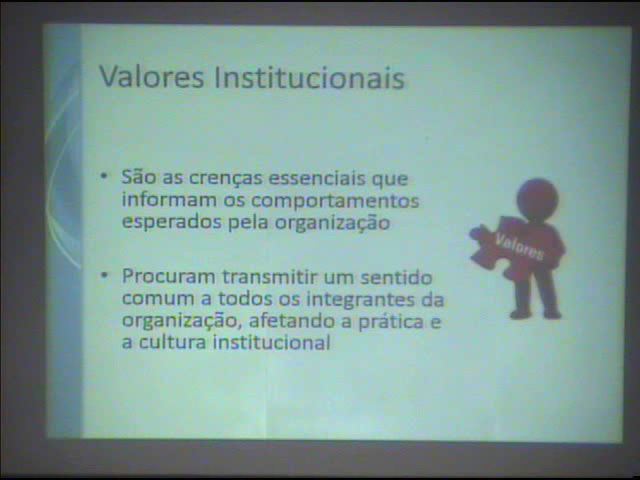 Valores Institucionais
• São as crenças essenciais que
informam os comportamentos
esperados pela organização
• Procuram transmitir um sentido
comum a todos os integrantes da
organização, afetando a prática e
a cultura institucional
Valores